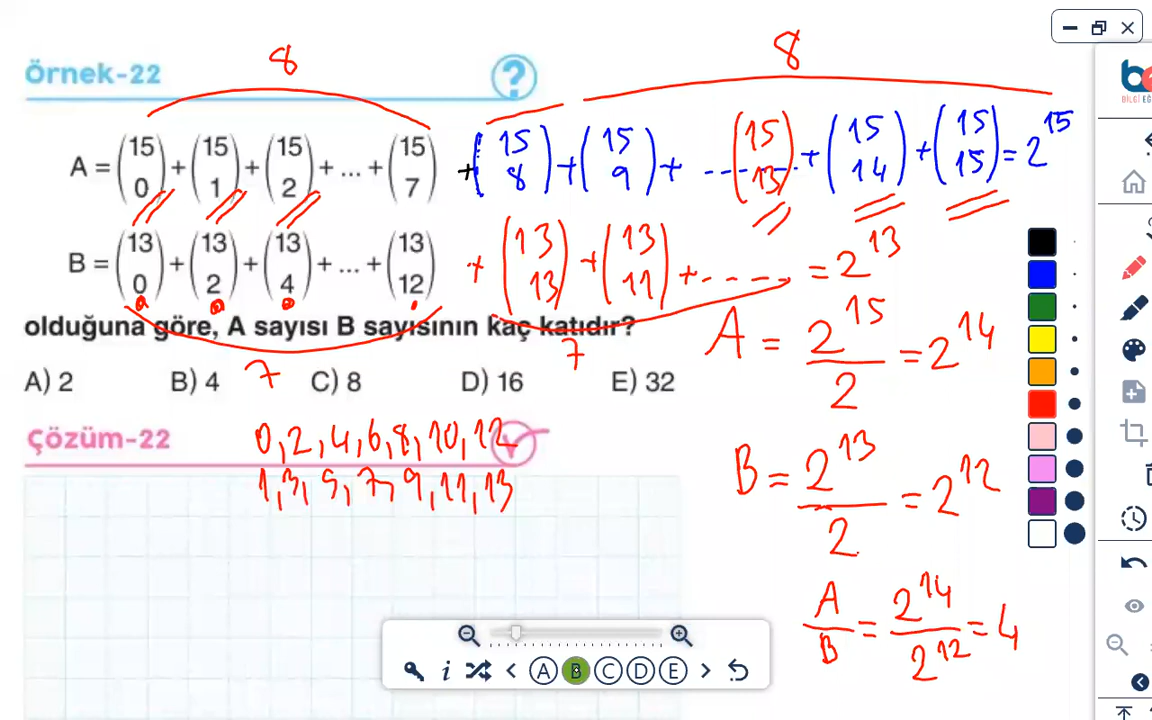 8
8
Örnek-22
?
A = (15 0) + (15 1) + (15 2) + ... + (15 7) + (15 8) + (15 9) + ..... (15 13) + (15 14) + (15 15) = 2^15
B = (13 0) + (13 2) + (13 4) + ... + (13 12) + (13 13) + (13 11) + ..... = 2^13
olduğuna göre, A sayısı B sayısının kaç katıdır?
7
7
A) 2 B) 4 C) 8 D) 16 E) 32
A = 2^15/2 = 2^14
Çözüm-22
0, 2, 4, 6, 8, 10, 12
1, 3, 5, 7, 9, 11, 13
B = 2^13/2 = 2^12
A/B = 2^14/2^12 = 4
i < A B C D E >